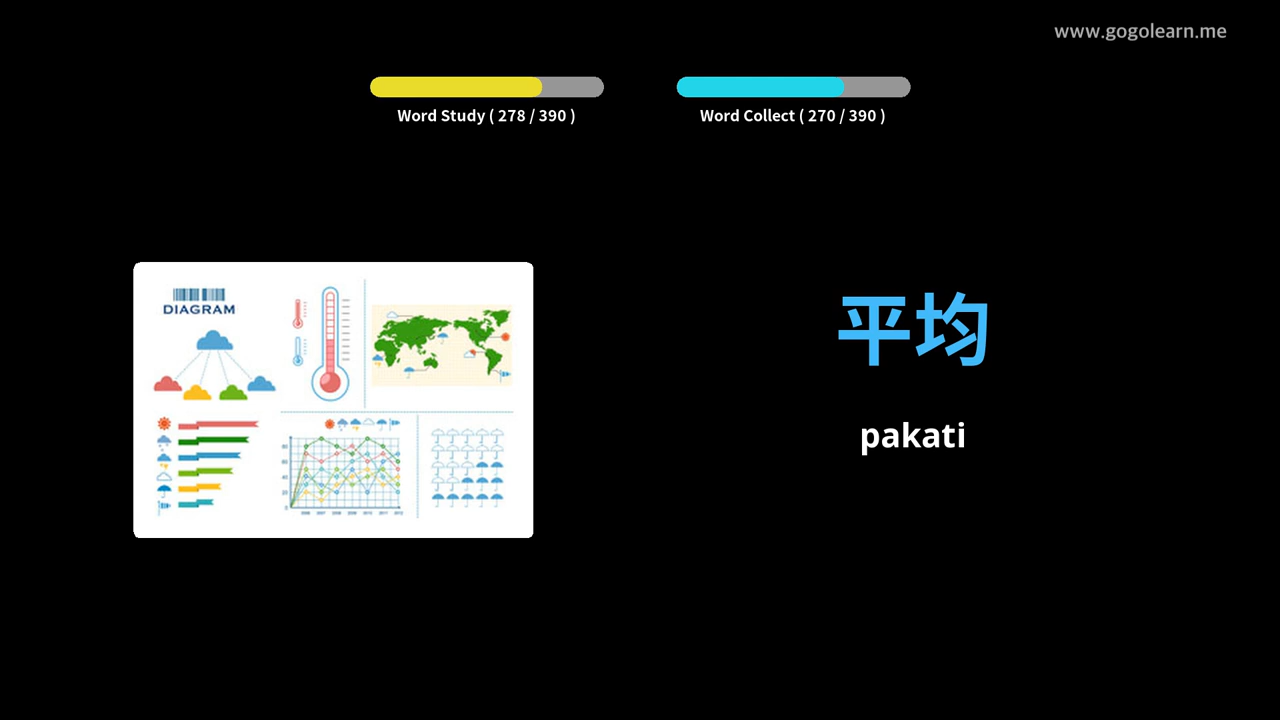 www.gogolearn.me
Word Study ( 278 / 390 )
Word Collect ( 270 / 390 )
DIAGRAM
平均
pakati